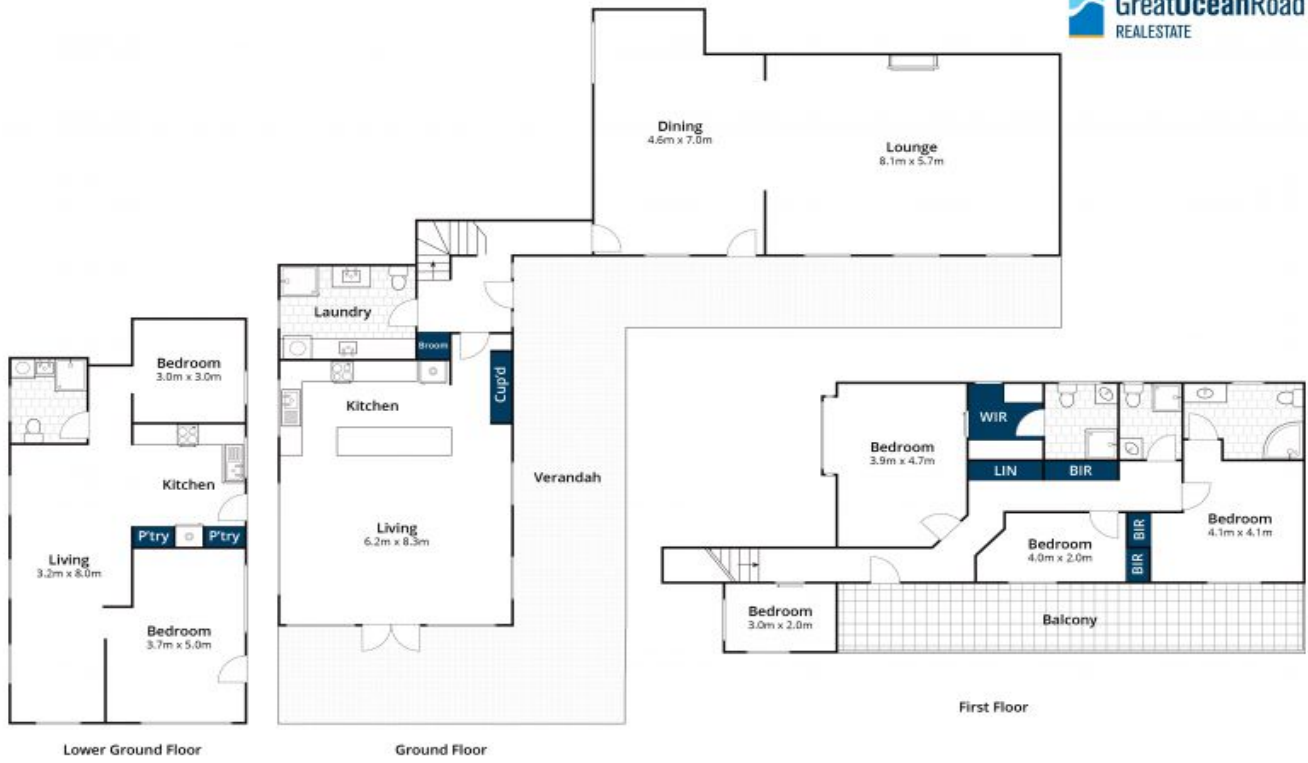 GreatOceanRoad
REALESTATE
Dining
4.6m x 7.0m
Lounge
8.1m x 5.7m
Laundry
Broom
Cup'd
Kitchen
Living
6.2m x 8.3m
Verandah
Bedroom
3.0m x 3.0m
Kitchen
P'try
P'try
Living
3.2m x 8.0m
Bedroom
3.7m x 5.0m
Bedroom
3.9m x 4.7m
WIR
LIN
BIR
Bedroom
4.0m x 2.0m
BIR
BIR
Bedroom
4.1m x 4.1m
Bedroom
3.0m x 2.0m
Balcony
First Floor
Lower Ground Floor
Ground Floor